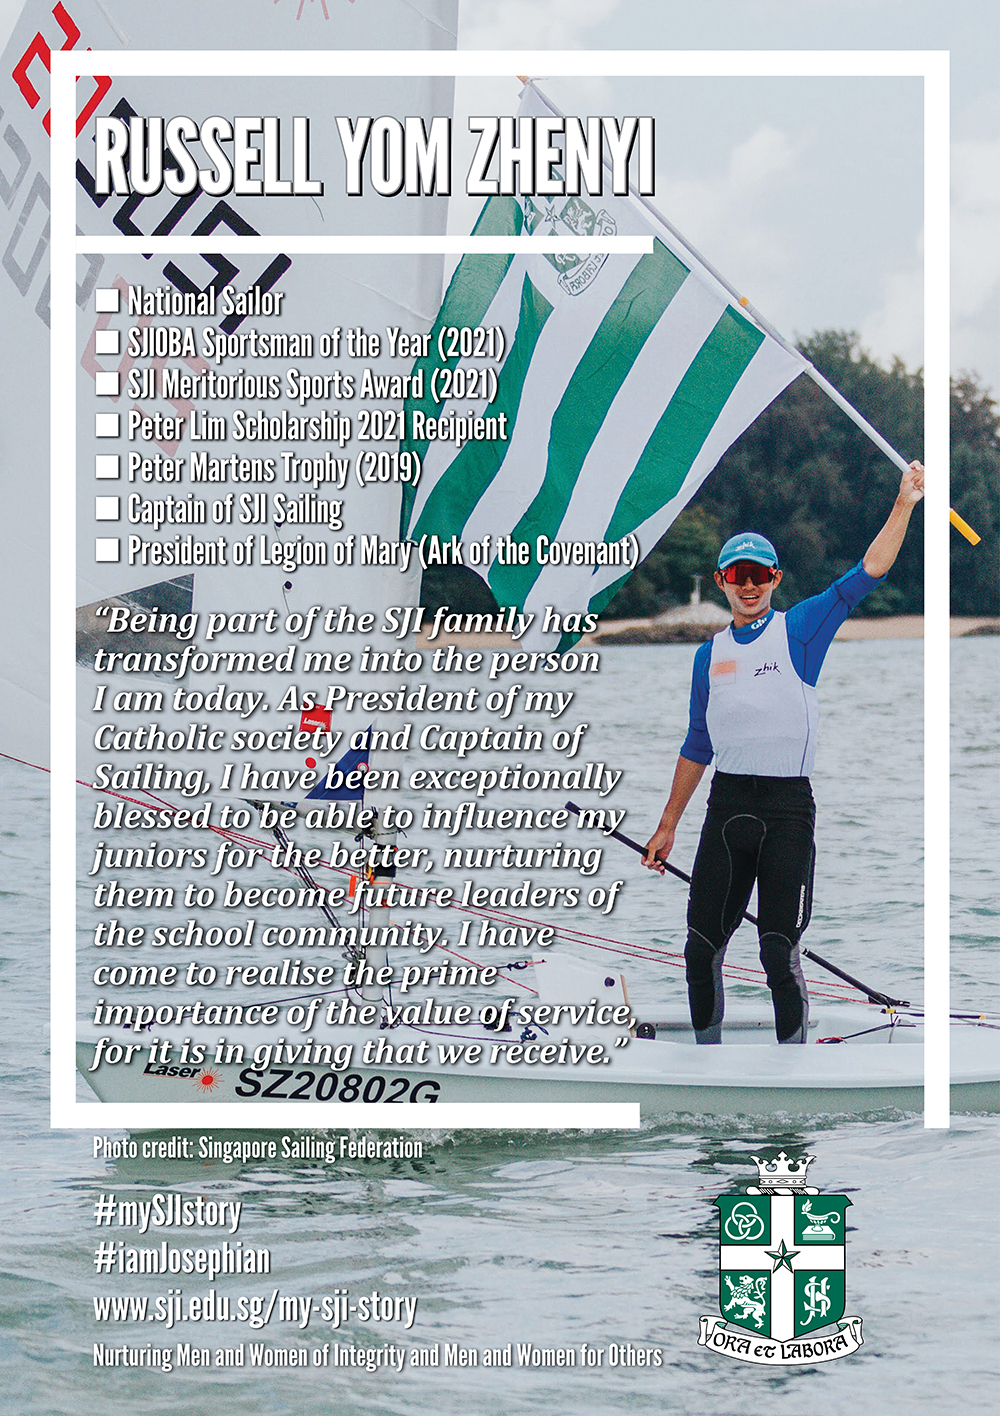 RUSSELL YOM ZHENYI
National Sailor
SJIOBA Sportsman of the Year (2021)
SJI Meritorious Sports Award (2021)
Peter Lim Scholarship 2021 Recipient
Peter Martens Trophy (2019)
Captain of SJI Sailing
President of Legion of Mary (Ark of the Covenant)
“Being part of the SJI family has
transformed me into the person
I am today. As President of my
Catholic society and Captain of
Sailing, I have been exceptionally
blessed to be able to influence my
juniors for the better, nurturing
them to become future leaders of
the school community. I have
come to realise the prime
importance of the value of service,
for it is in giving that we receive.”
zhik
Gill
zhik
Laser
SZ20802G
Photo credit: Singapore Sailing Federation
#mySJIstory
#iamJosephian
www.sji.edu.sg/my-sji-story
Nurturing Men and Women of Integrity and Men and Women for Others
ORA ET LABORA